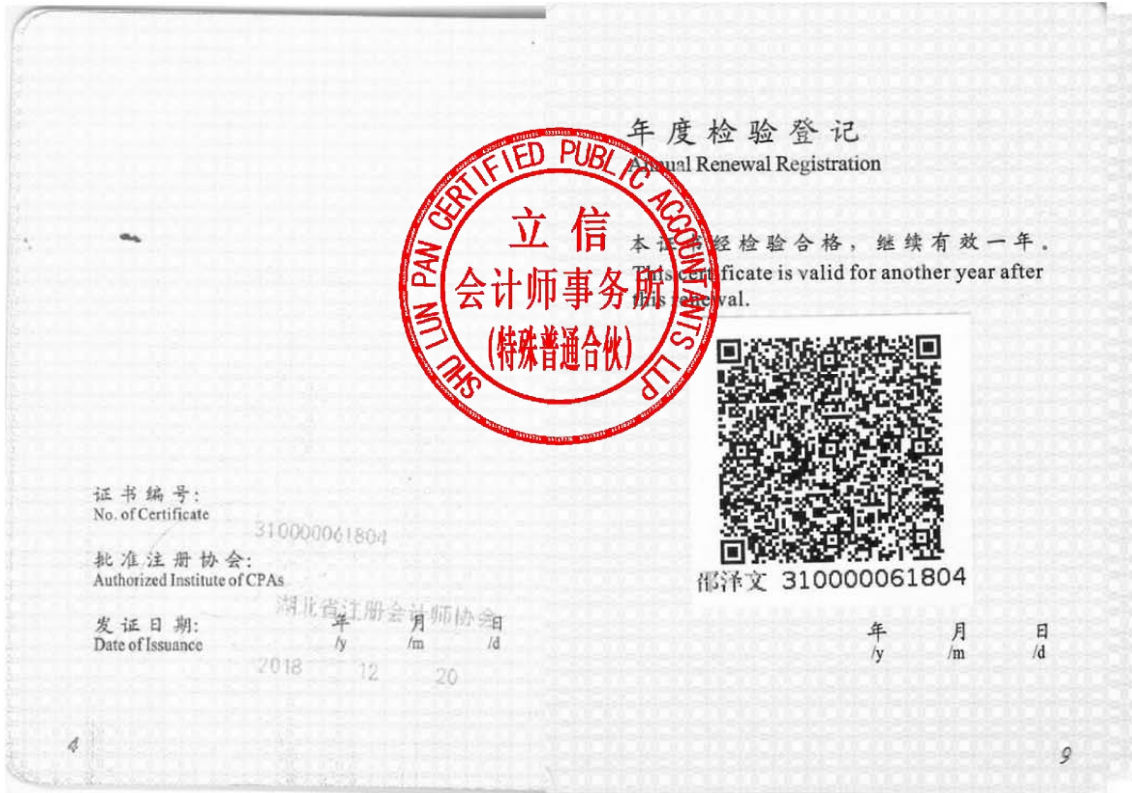 证书编号:
No. of Certificate
310000061804
批准注册协会:
Authorized Institute of CPAs
湖北省注册会计师协会
发证日期:
Date of Issuance
年 月 日
/y /m /d
2018 12 20
4
SHU LUN PAN CERTIFIED PUBLIC ACCOUNTANTS LLP
立信
会计师事务所
(特殊普通合伙)
年度检验登记
Annual Renewal Registration
本证书经检验合格，继续有效一年。
This certificate is valid for another year after
this renewal.
邵泽文 310000061804
年 月 日
/y /m /d
9